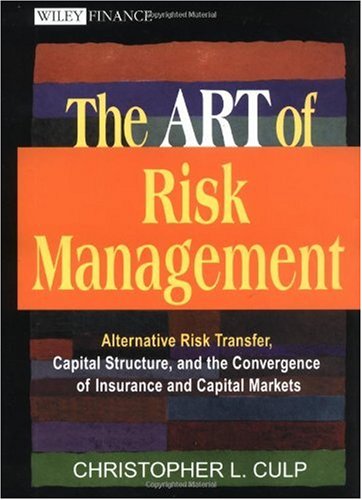 WILEY FINANCE
The ART of
Risk
Management
Alternative Risk Transfer,
Capital Structure, and the Convergence
of Insurance and Capital Markets
CHRISTOPHER L. CULP